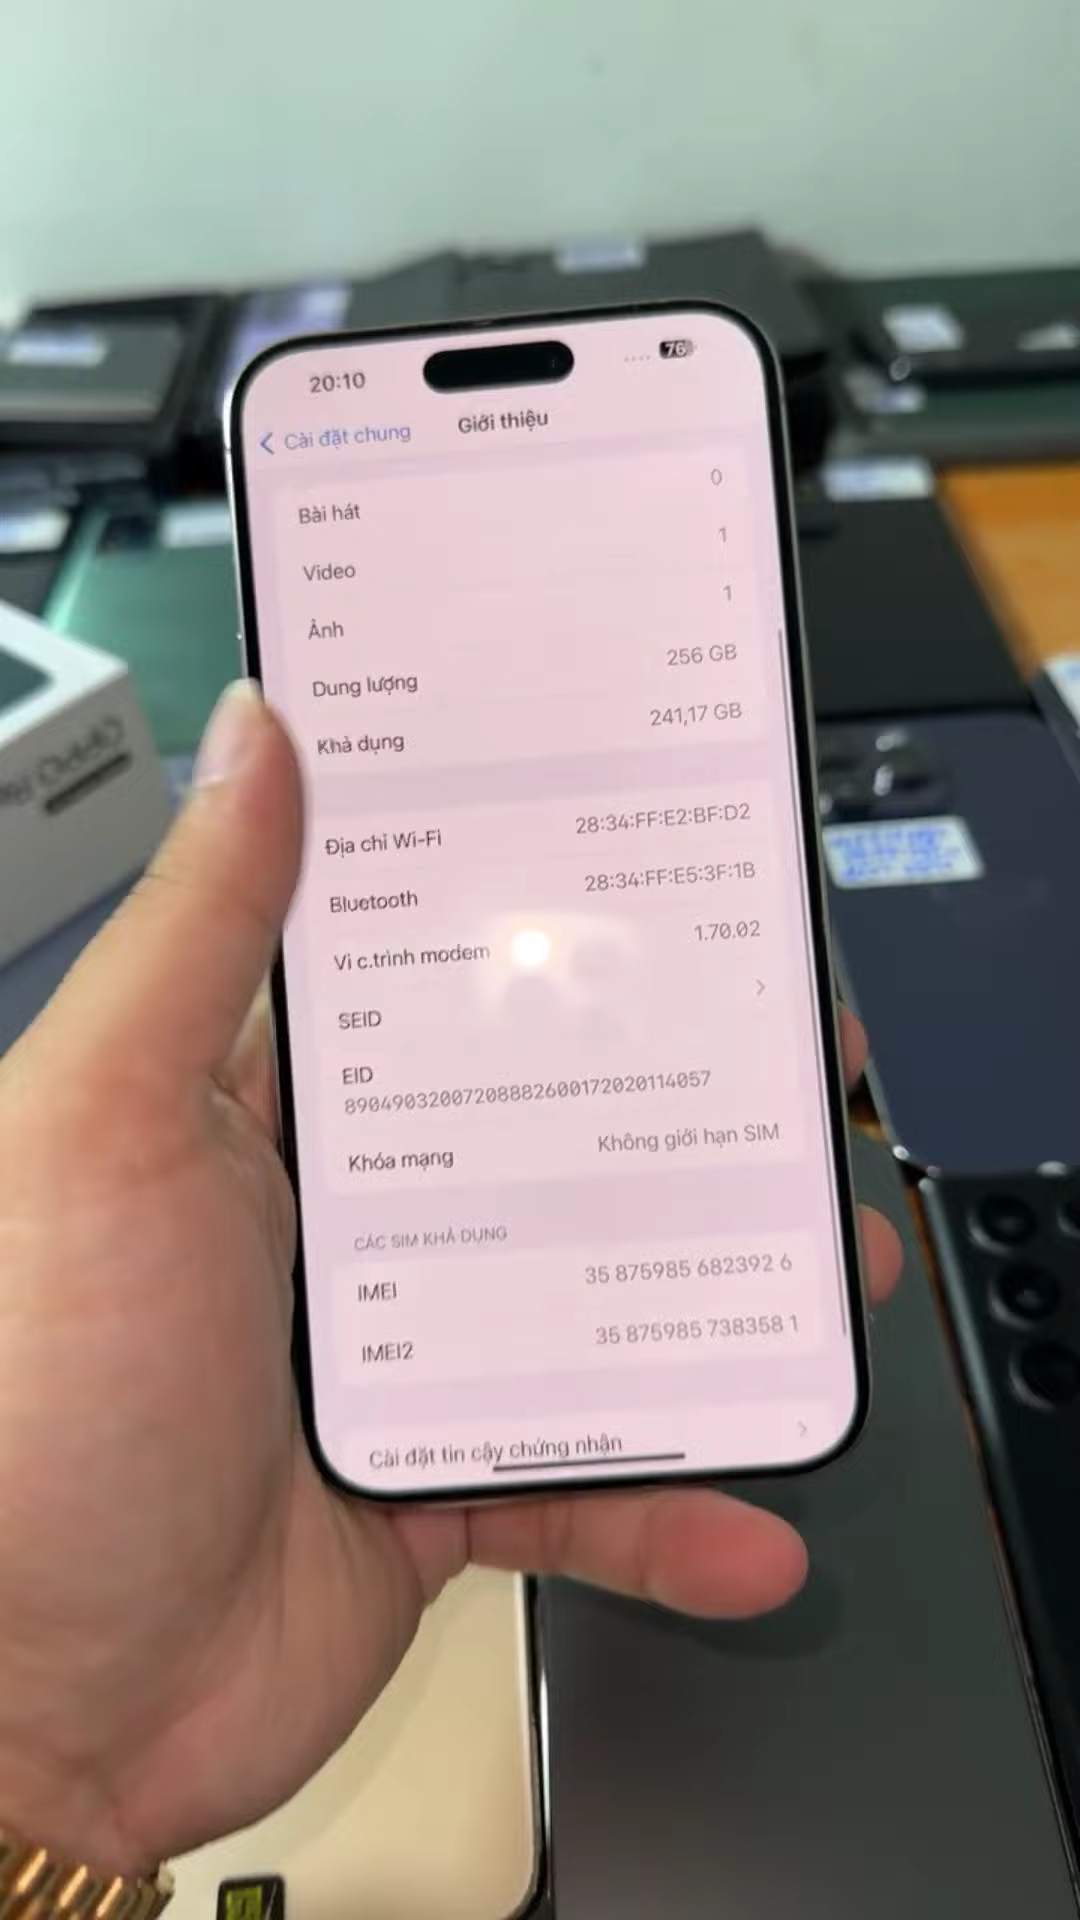 20:10
76
Cài đặt chung
Giới thiệu
Bài hát 0
Video 1
Ảnh 1
Dung lượng 256 GB
Khả dụng 241,17 GB
Địa chỉ Wi-Fi 28:34:FF:E2:BF:D2
Bluetooth 28:34:FF:E5:3F:1B
Vi c.trình modem 1.70.02
SEID
EID
89049032007208882600172020114057
Khóa mạng Không giới hạn SIM
CÁC SIM KHẢ DỤNG
IMEI 35 875985 682392 6
IMEI2 35 875985 738358 1
Cài đặt tin cậy chứng nhận